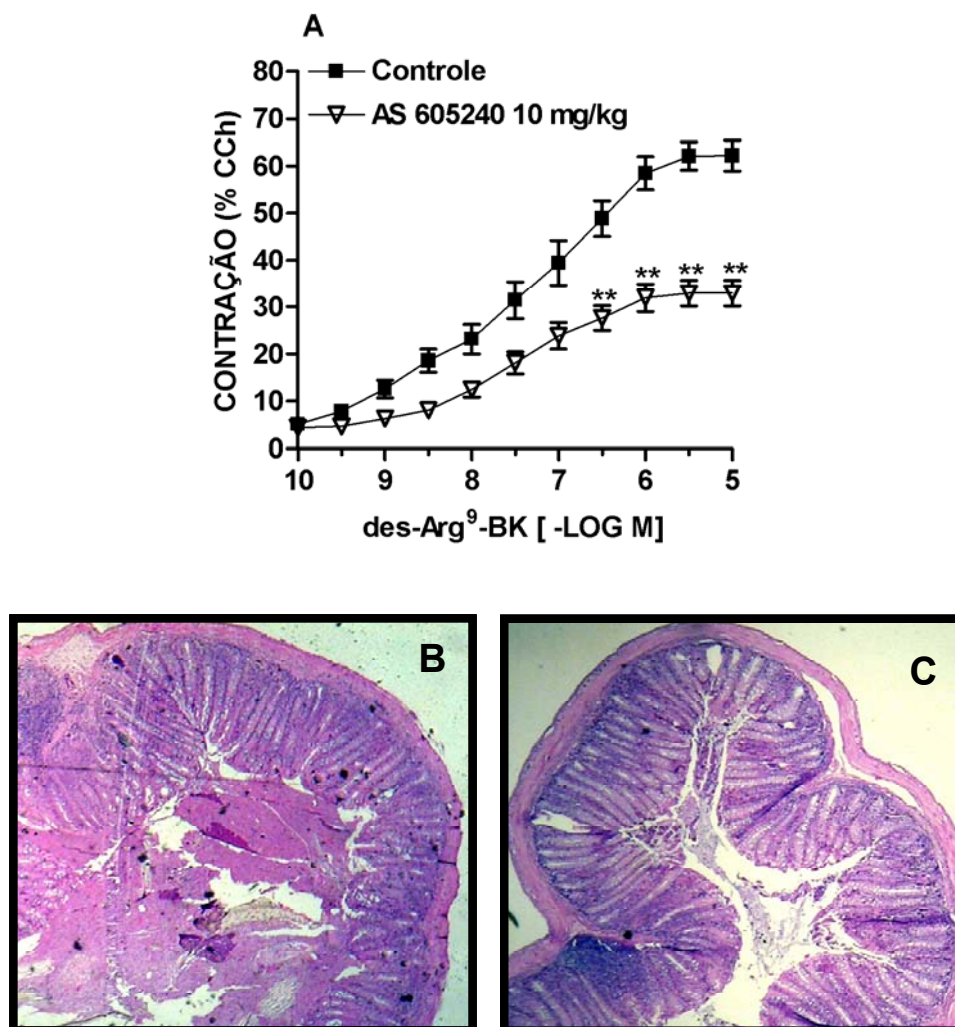 A
Controle
AS 605240 10 mg/kg
CONTRAÇÃO (% CCh)
80
70
60
50
40
30
20
10
0
** ** ** **
10 9 8 7 6 5
des-Arg⁹-BK [ -LOG M]
B
C